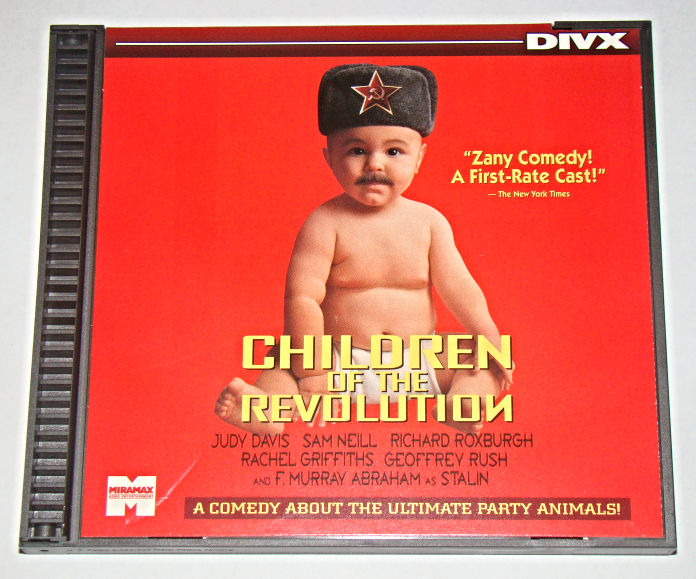 DIVX
“Zany Comedy!
A First-Rate Cast!”
— The New York Times
CHILDREN
OF THE
REVOLUTION
JUDY DAVIS SAM NEILL RICHARD ROXBURGH
RACHEL GRIFFITHS GEOFFREY RUSH
AND F. MURRAY ABRAHAM AS STALIN
MIRAMAX
HOME ENTERTAINMENT
M
A COMEDY ABOUT THE ULTIMATE PARTY ANIMALS!